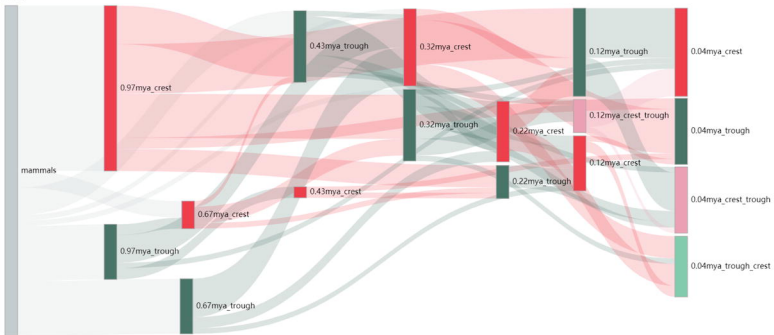 mammals
0.97mya_crest
0.97mya_trough
0.67mya_crest
0.67mya_trough
0.43mya_trough
0.43mya_crest
0.32mya_crest
0.32mya_trough
0.22mya_crest
0.22mya_trough
0.12mya_trough
0.12mya_crest_trough
0.12mya_crest
0.04mya_crest
0.04mya_trough
0.04mya_crest_trough
0.04mya_trough_crest